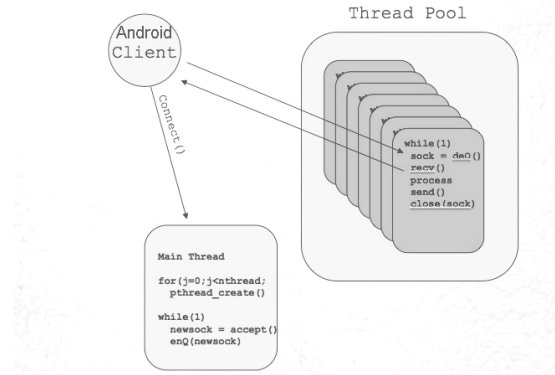 Thread Pool
Android
Client
Connect()
while(1)
sock = deQ()
recv()
process
send()
close(sock)
Main Thread
for(j=0;j<nthread;
pthread_create()
while(1)
newsock = accept()
enQ(newsock)